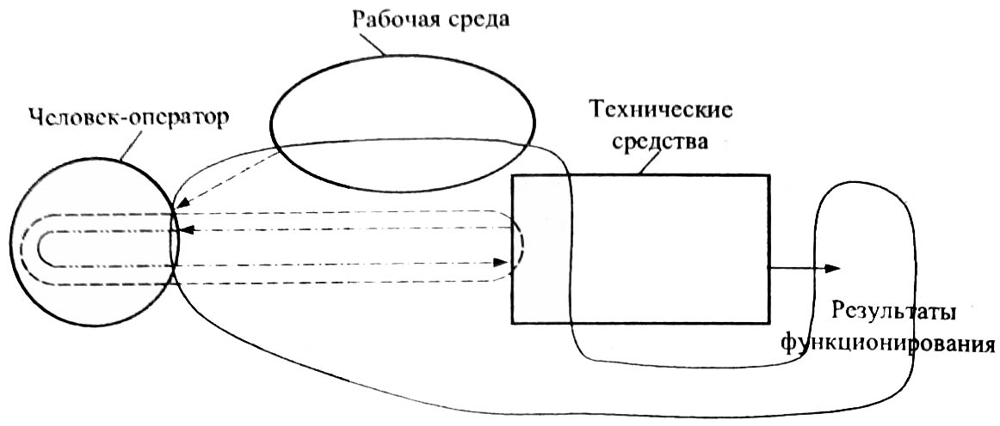 Рабочая среда
Человек-оператор
Технические
средства
Результаты
функционирования